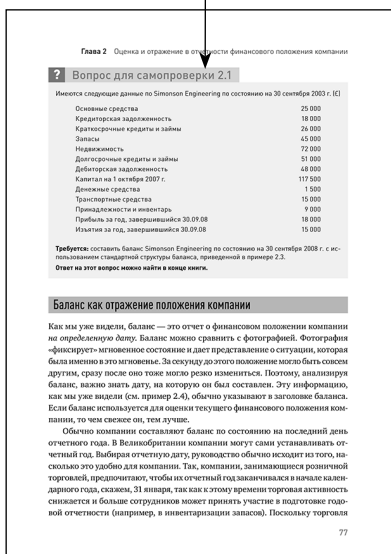 Глава 2 Оценка и отражение в отчетности финансового положения компании
? Вопрос для самопроверки 2.1
Имеются следующие данные по Simonson Engineering по состоянию на 30 сентября 2003 г. (£)
Основные средства 25 000
Кредиторская задолженность 18 000
Краткосрочные кредиты и займы 26 000
Запасы 45 000
Недвижимость 72 000
Долгосрочные кредиты и займы 51 000
Дебиторская задолженность 48 000
Капитал на 1 октября 2007 г. 117 500
Денежные средства 1 500
Транспортные средства 15 000
Принадлежности и инвентарь 9 000
Прибыль за год, завершившийся 30.09.08 18 000
Изъятия за год, завершившийся 30.09.08 15 000
Требуется: составить баланс Simonson Engineering по состоянию на 30 сентября 2008 г. с ис-
пользованием стандартной структуры баланса, приведенной в примере 2.3.
Ответ на этот вопрос можно найти в конце книги.
Баланс как отражение положения компании
Как мы уже видели, баланс — это отчет о финансовом положении компании
на определенную дату. Баланс можно сравнить с фотографией. Фотография
«фиксирует» мгновенное состояние и дает представление о ситуации, которая
была именно в это мгновенье. За секунду до этого положение могло быть совсем
другим, сразу после оно тоже могло резко измениться. Поэтому, анализируя
баланс, важно знать дату, на которую он был составлен. Эту информацию,
как мы уже видели (см. пример 2.4), обычно указывают в заголовке баланса.
Если баланс используется для оценки текущего финансового положения ком-
пании, то чем свежее он, тем лучше.
Обычно компании составляют баланс по состоянию на последний день
отчетного года. В Великобритании компании могут сами устанавливать от-
четный год. Выбирая отчетную дату, руководство обычно исходит из того, на-
сколько это удобно для компании. Так, компании, занимающиеся розничной
торговлей, предпочитают, чтобы их отчетный год заканчивался в начале кален-
дарного года, скажем, 31 января, так как к этому времени торговая активность
снижается и больше сотрудников может принять участие в подготовке годо-
вой отчетности (например, в инвентаризации запасов). Поскольку торговля
77